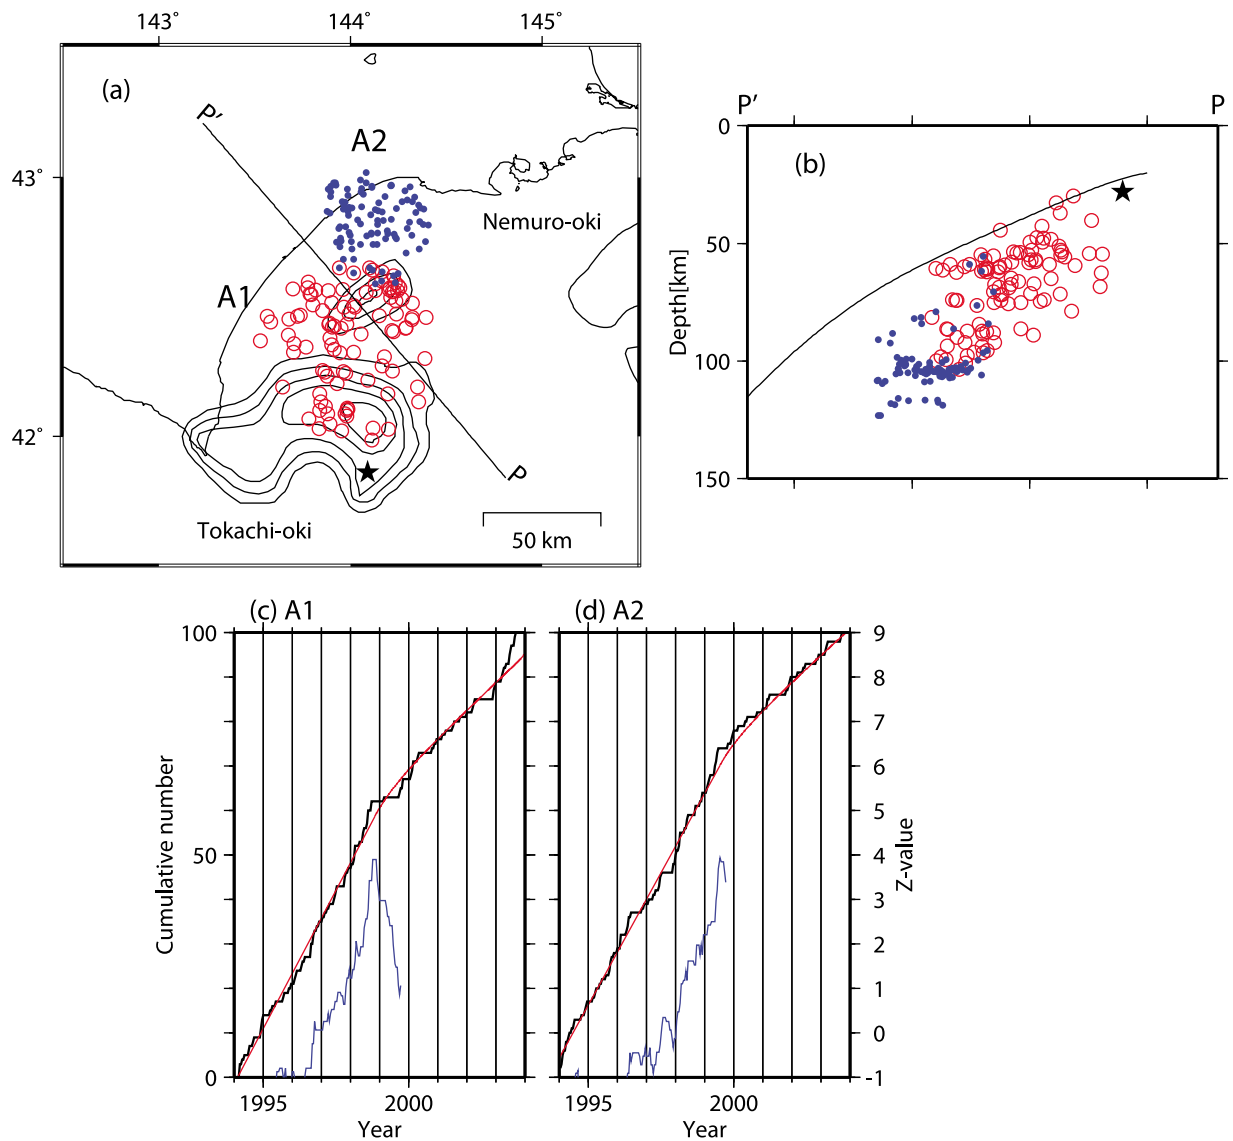 143° 144° 145°
(a)
P'
A2
43°
Nemuro-oki
A1
42°
P
Tokachi-oki
50 km
P' P
0
(b)
50
Depth[km]
100
150
(c) A1 (d) A2
100 9
8
7
6
Cumulative number
5
50 4
Z-value
3
2
1
0
0 -1
1995 2000 1995 2000
Year Year